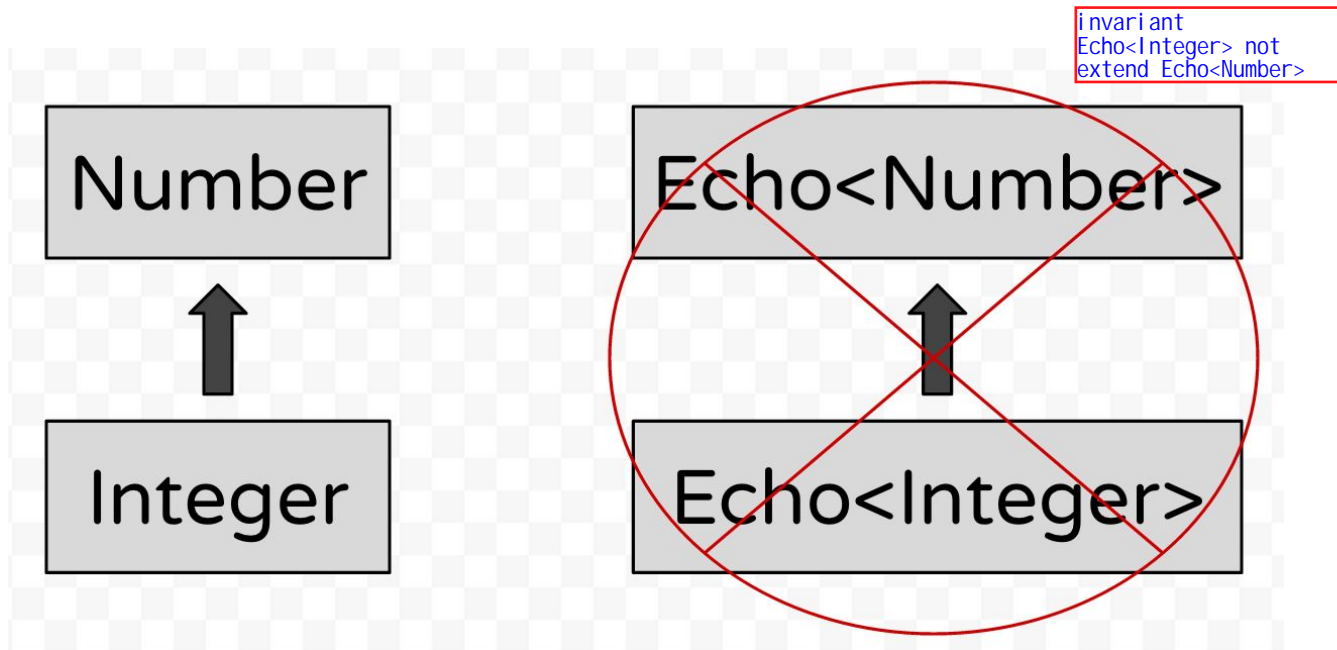 invariant
Echo<Integer> not
extend Echo<Number>
Number
Echo<Number>
Integer
Echo<Integer>